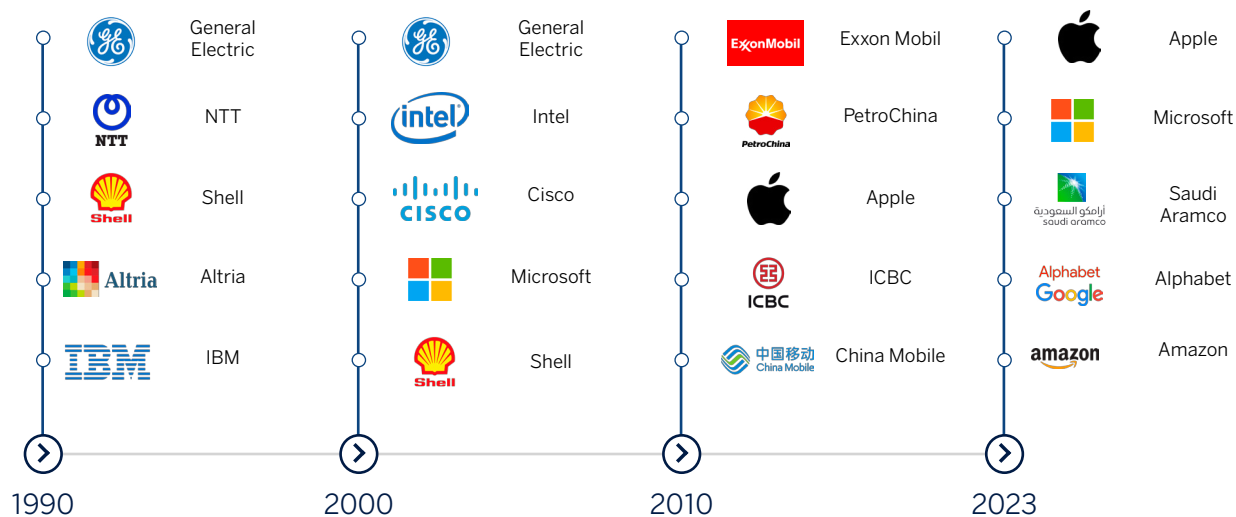 General
Electric
NTT
NTT
Shell
Shell
Altria
Altria
IBM
IBM
1990
General
Electric
intel
Intel
CISCO
Cisco
Microsoft
Shell
Shell
2000
ExxonMobil
Exxon Mobil
PetroChina
PetroChina
Apple
ICBC
ICBC
中国移动
China Mobile
China Mobile
2010
Apple
Microsoft
أرامكو السعودية
saudi aramco
Saudi
Aramco
Alphabet
Google
Alphabet
amazon
Amazon
2023